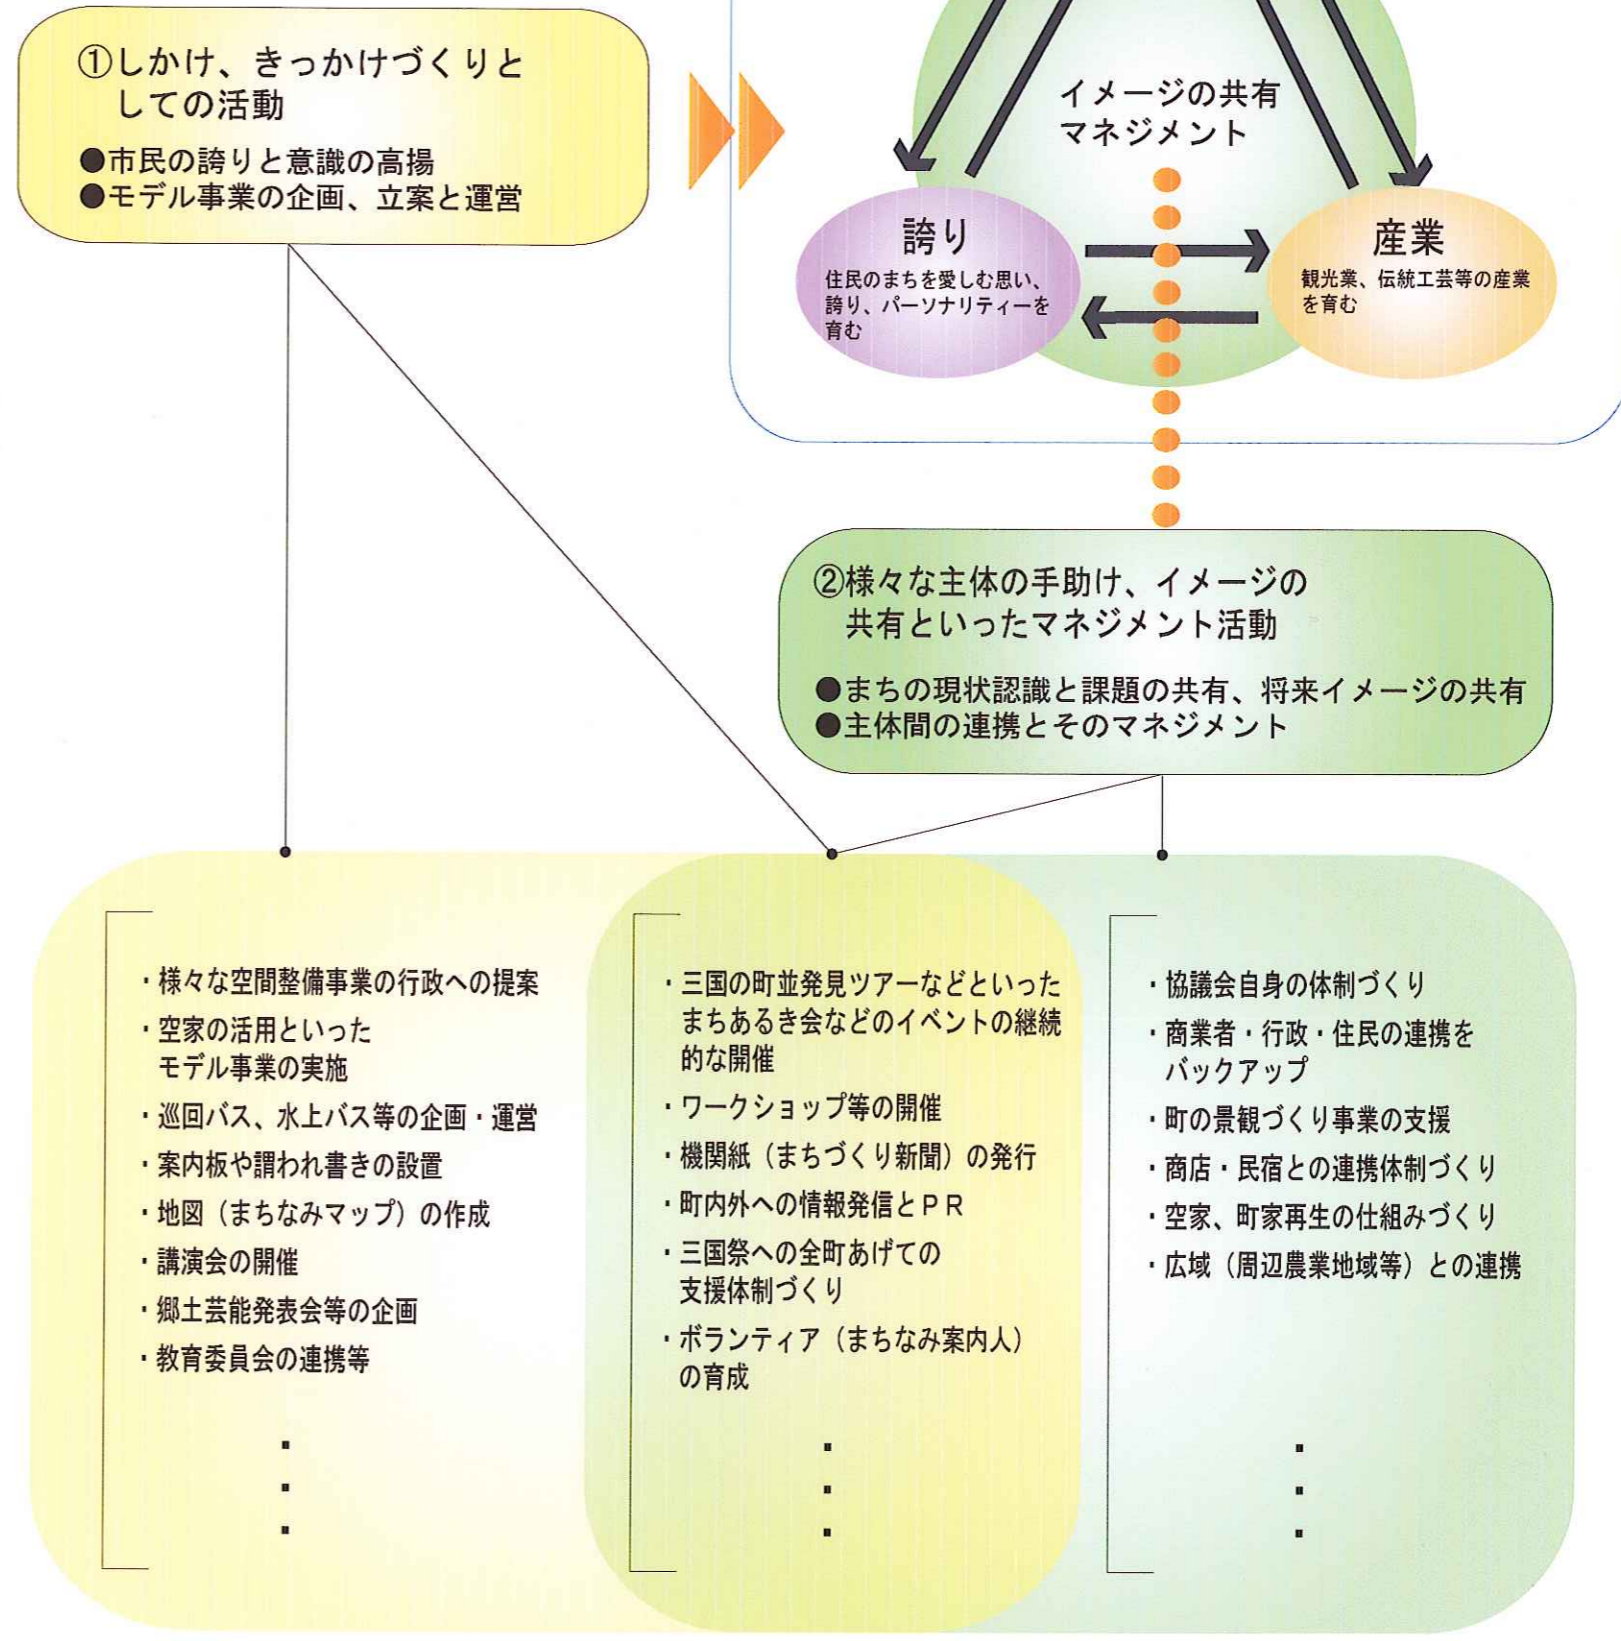 ①しかけ、きっかけづくりと
しての活動
●市民の誇りと意識の高揚
●モデル事業の企画、立案と運営
イメージの共有
マネジメント
誇り
住民のまちを愛しむ思い、
誇り、パーソナリティーを
育む
産業
観光業、伝統工芸等の産業
を育む
②様々な主体の手助け、イメージの
共有といったマネジメント活動
●まちの現状認識と課題の共有、将来イメージの共有
●主体間の連携とそのマネジメント
・様々な空間整備事業の行政への提案
・空家の活用といった
モデル事業の実施
・巡回バス、水上バス等の企画・運営
・案内板や謂われ書きの設置
・地図（まちなみマップ）の作成
・講演会の開催
・郷土芸能発表会等の企画
・教育委員会の連携等
・三国の町並発見ツアーなどといった
まちあるき会などのイベントの継続
的な開催
・ワークショップ等の開催
・機関紙（まちづくり新聞）の発行
・町内外への情報発信とＰＲ
・三国祭への全町あげての
支援体制づくり
・ボランティア（まちなみ案内人）
の育成
・協議会自身の体制づくり
・商業者・行政・住民の連携を
バックアップ
・町の景観づくり事業の支援
・商店・民宿との連携体制づくり
・空家、町家再生の仕組みづくり
・広域（周辺農業地域等）との連携